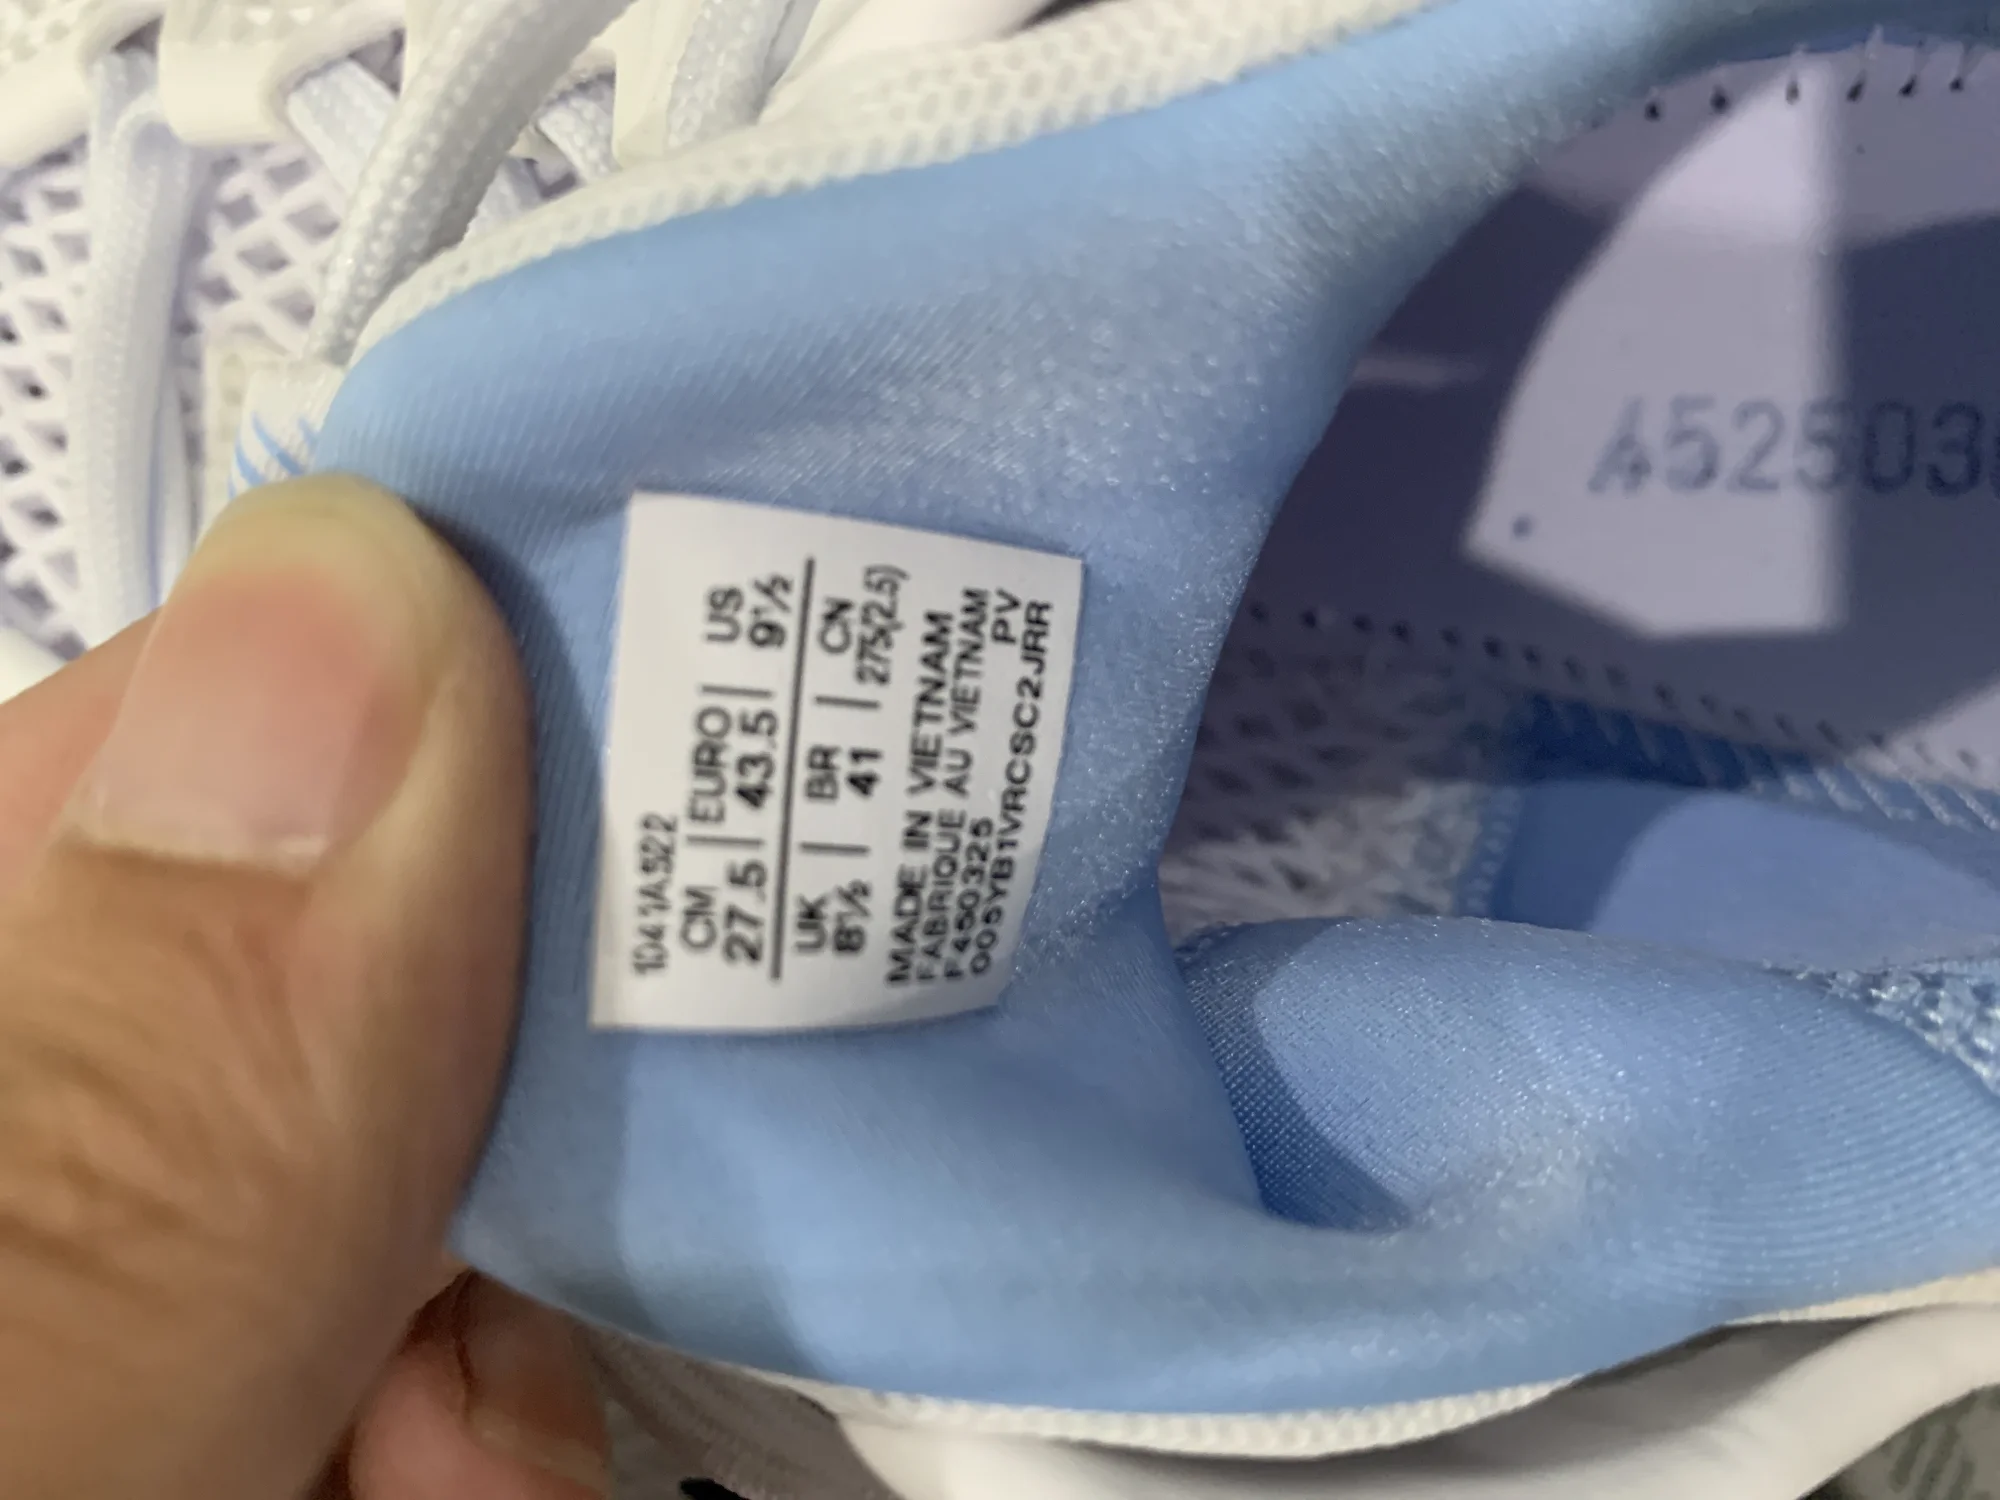 1041A522
CM | EURO | US
27.5 | 43.5 | 9½
UK | BR | CN
8½ | 41 | 275(2.5)
MADE IN VIETNAM
FABRIQUE AU VIETNAM
F4503325 PV
005YB1VRCSC2JRR